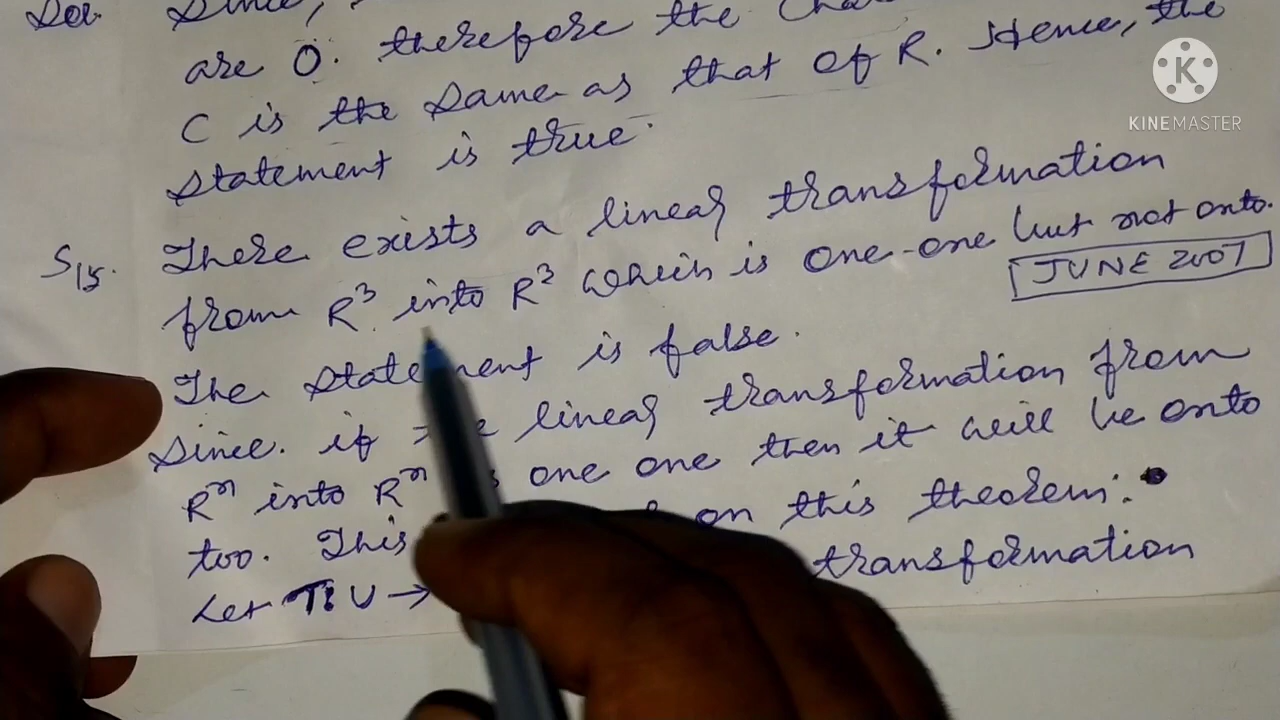 Sol Since,
are 0. therefore the
C is the same as that of R. Hence, the
statement is true.
S15. There exists a linear transformation
from R³ into R³ which is one-one but not onto.
JUNE 2007
The statement is false.
Since. if linear transformation from
Rⁿ into Rⁿ one one then it will be onto
too. This on this theorem:
Let T: U → transformation
KINEMASTER